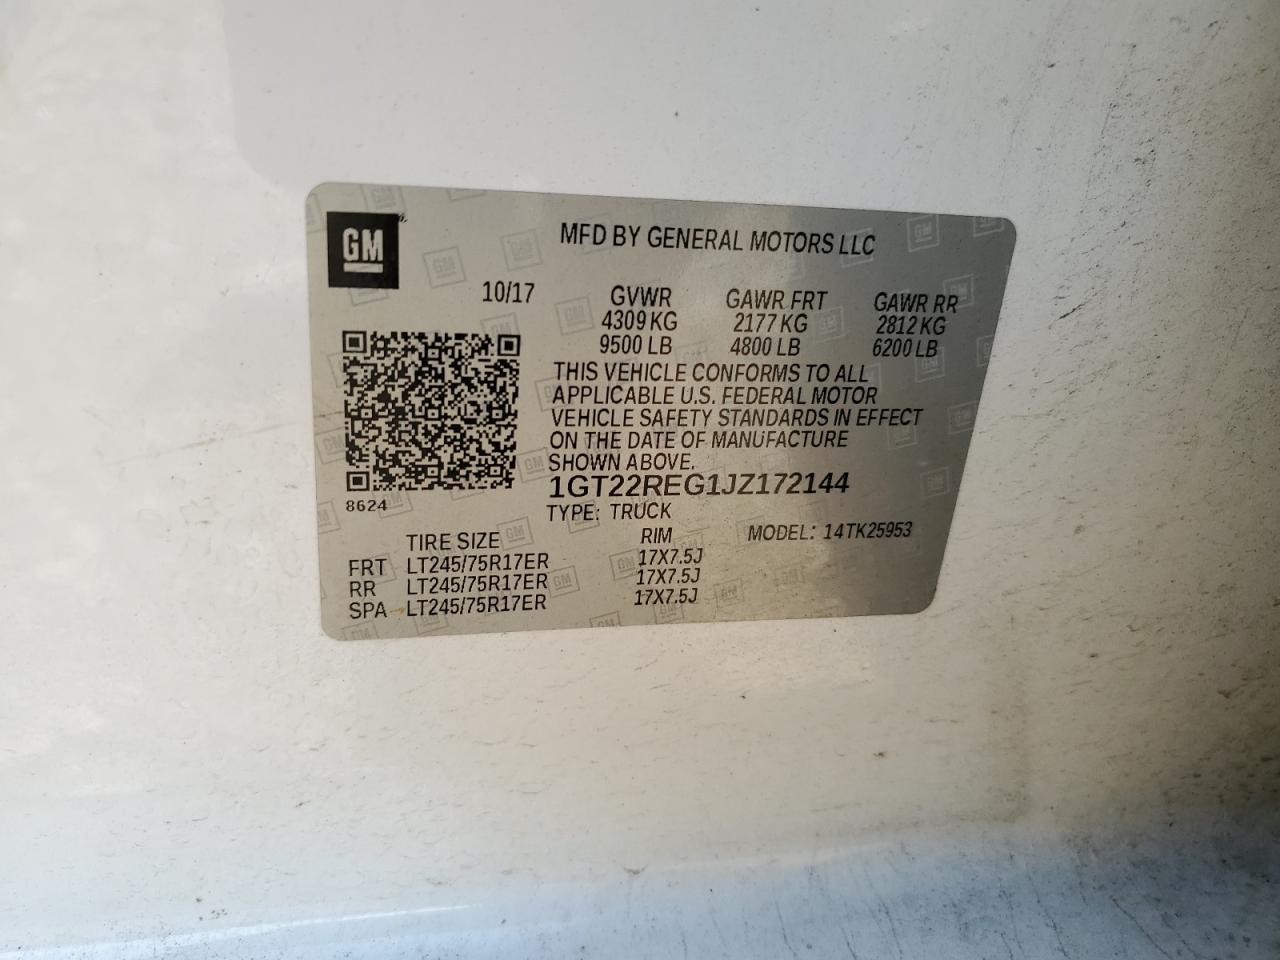 GM
MFD BY GENERAL MOTORS LLC
10/17 GVWR GAWR FRT GAWR RR
4309 KG 2177 KG 2812 KG
9500 LB 4800 LB 6200 LB
THIS VEHICLE CONFORMS TO ALL
APPLICABLE U.S. FEDERAL MOTOR
VEHICLE SAFETY STANDARDS IN EFFECT
ON THE DATE OF MANUFACTURE
SHOWN ABOVE.
1GT22REG1JZ172144
8624
TYPE: TRUCK
TIRE SIZE RIM MODEL: 14TK25953
FRT LT245/75R17ER 17X7.5J
RR LT245/75R17ER 17X7.5J
SPA LT245/75R17ER 17X7.5J